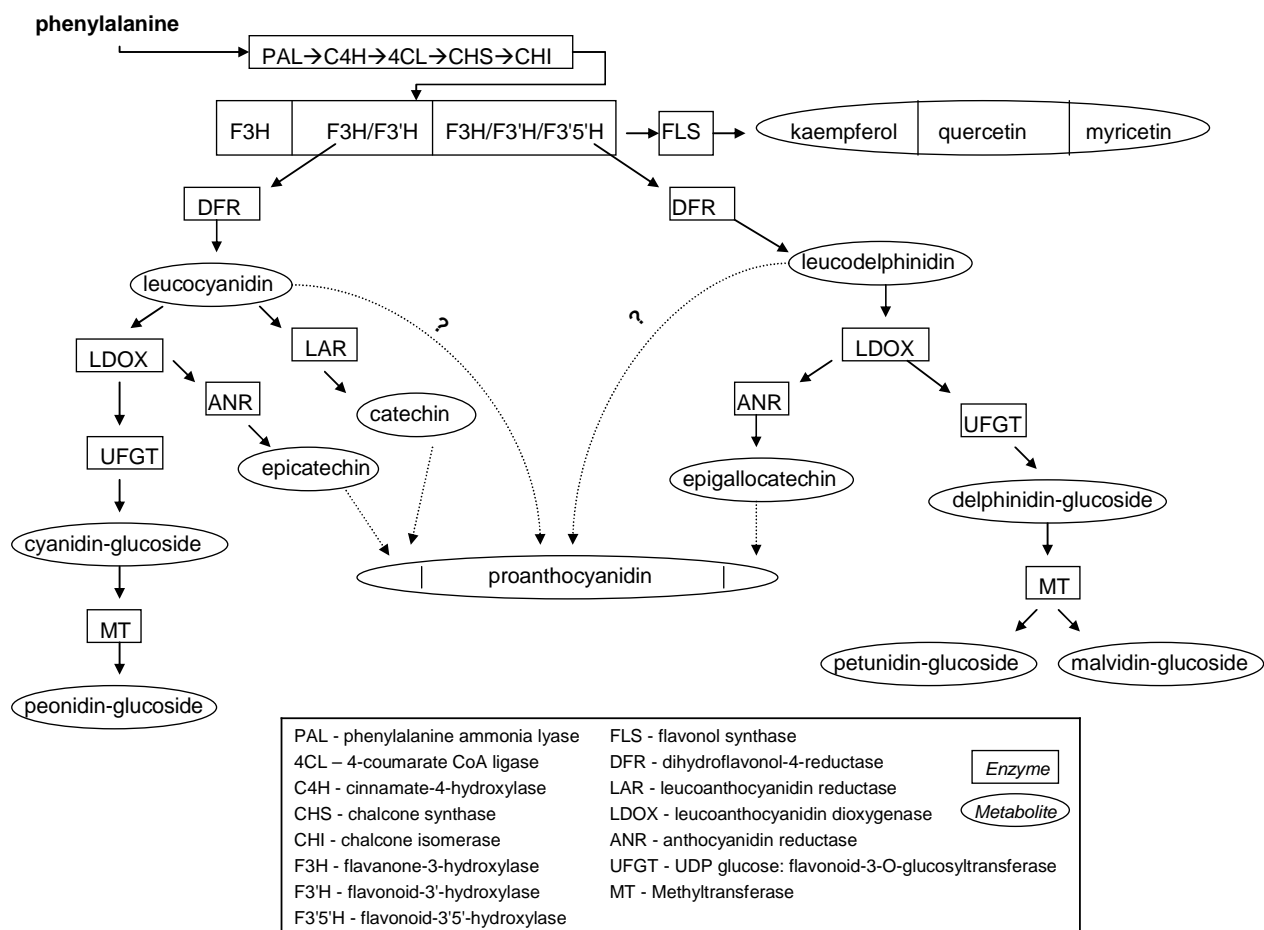 phenylalanine
PAL→C4H→4CL→CHS→CHI
F3H F3H/F3'H F3H/F3'H/F3'5'H FLS kaempferol quercetin myricetin
DFR DFR
leucocyanidin leucodelphinidin
? ?
LDOX LAR LDOX
ANR catechin ANR UFGT
UFGT epicatechin epigallocatechin delphinidin-glucoside
cyanidin-glucoside proanthocyanidin MT
MT petunidin-glucoside malvidin-glucoside
peonidin-glucoside
PAL - phenylalanine ammonia lyase
4CL – 4-coumarate CoA ligase
C4H - cinnamate-4-hydroxylase
CHS - chalcone synthase
CHI - chalcone isomerase
F3H - flavanone-3-hydroxylase
F3'H - flavonoid-3'-hydroxylase
F3'5'H - flavonoid-3'5'-hydroxylase
FLS - flavonol synthase
DFR - dihydroflavonol-4-reductase
LAR - leucoanthocyanidin reductase
LDOX - leucoanthocyanidin dioxygenase
ANR - anthocyanidin reductase
UFGT - UDP glucose: flavonoid-3-O-glucosyltransferase
MT - Methyltransferase
Enzyme
Metabolite